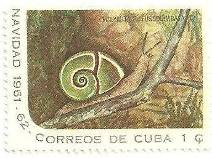 NAVIDAD 1961-62
CORREOS DE CUBA 1 ¢